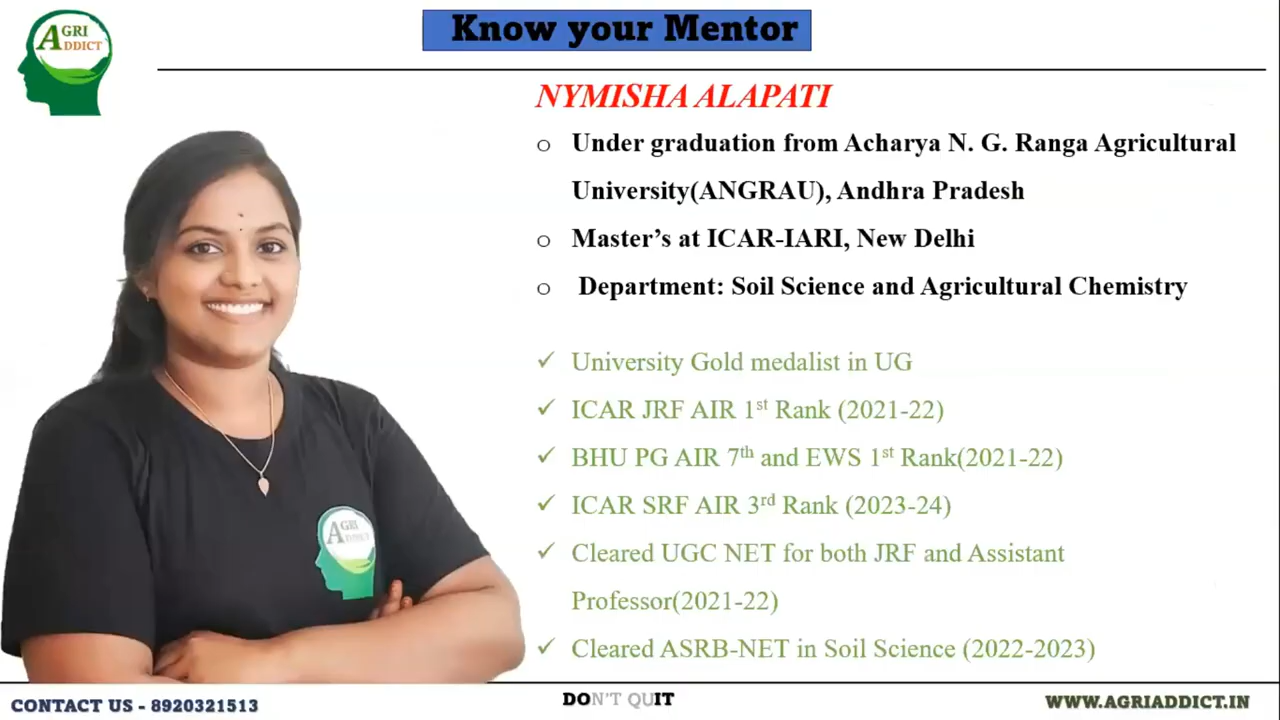 AGRI
ADDICT
Know your Mentor
NYMISHA ALAPATI
o Under graduation from Acharya N. G. Ranga Agricultural
University(ANGRAU), Andhra Pradesh
o Master’s at ICAR-IARI, New Delhi
o Department: Soil Science and Agricultural Chemistry
✓ University Gold medalist in UG
✓ ICAR JRF AIR 1st Rank (2021-22)
✓ BHU PG AIR 7th and EWS 1st Rank(2021-22)
✓ ICAR SRF AIR 3rd Rank (2023-24)
✓ Cleared UGC NET for both JRF and Assistant
Professor(2021-22)
✓ Cleared ASRB-NET in Soil Science (2022-2023)
AGRI
ADDICT
CONTACT US - 8920321513
DON'T QUIT
WWW.AGRIADDICT.IN